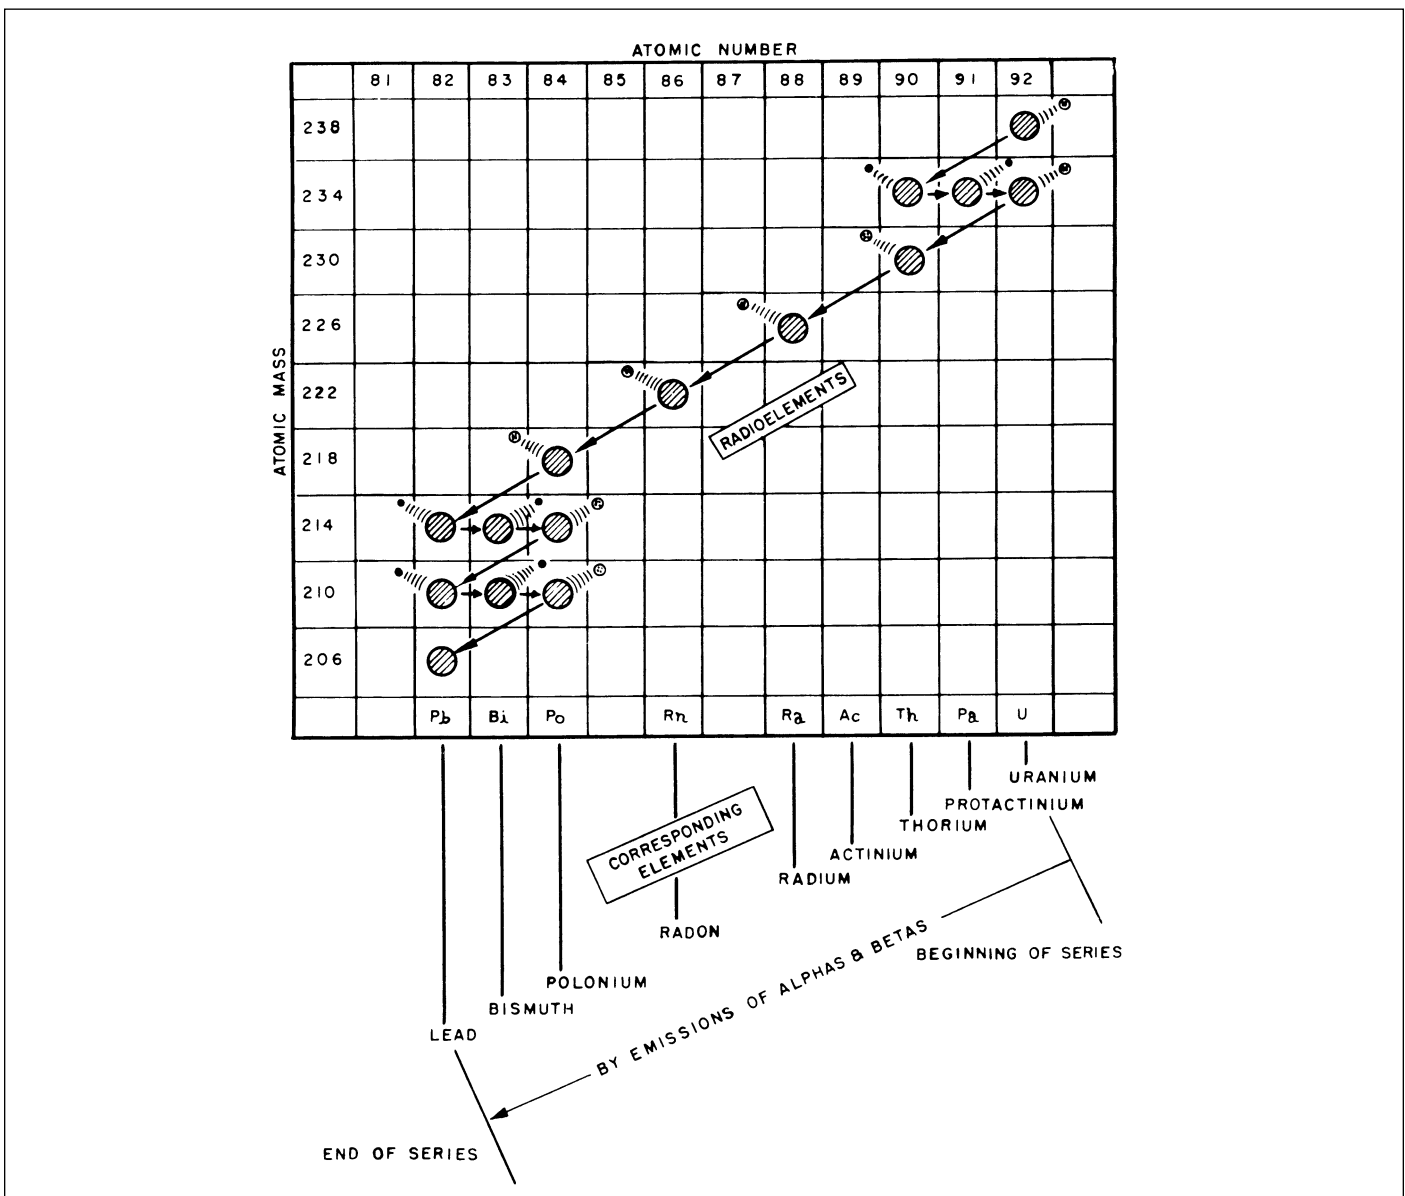 ATOMIC NUMBER
81 82 83 84 85 86 87 88 89 90 91 92
238
234
230
226
222
218
214
210
206
ATOMIC MASS
RADIOELEMENTS
Pb Bi Po Rn Ra Ac Th Pa U
URANIUM
PROTACTINIUM
THORIUM
ACTINIUM
RADIUM
CORRESPONDING
ELEMENTS
RADON
POLONIUM
BISMUTH
LEAD
BEGINNING OF SERIES
BY EMISSIONS OF ALPHAS & BETAS
END OF SERIES